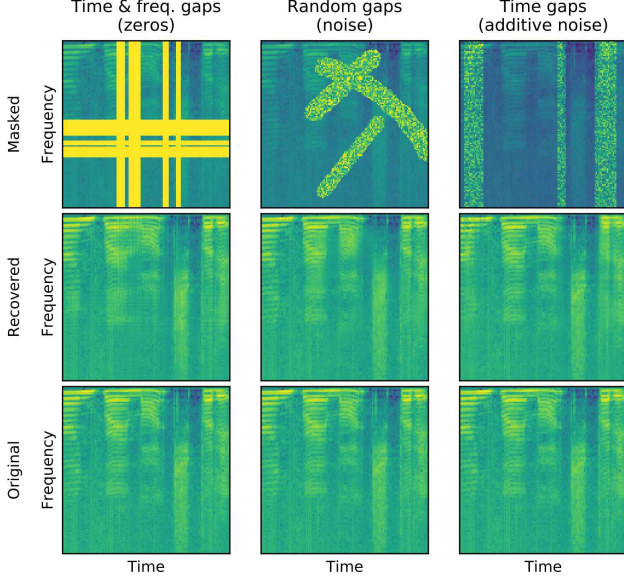 Time & freq. gaps
(zeros)
Random gaps
(noise)
Time gaps
(additive noise)
Masked
Frequency
Recovered
Frequency
Original
Frequency
Time
Time
Time